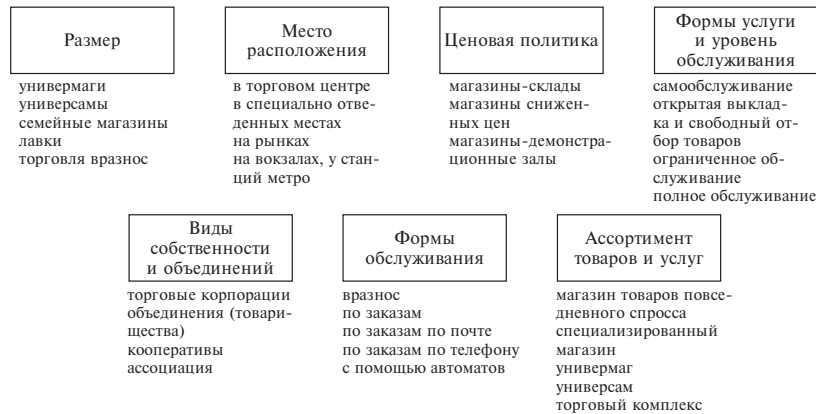 Размер
универмаги
универсамы
семейные магазины
лавки
торговля вразнос
Место
расположения
в торговом центре
в специально отве-
денных местах
на рынках
на вокзалах, у стан-
ций метро
Ценовая политика
магазины-склады
магазины снижен-
ных цен
магазины-демонстра-
ционные залы
Формы услуги
и уровень
обслуживания
самообслуживание
открытая выклад-
ка и свободный от-
бор товаров
ограниченное об-
служивание
полное обслуживание
Виды
собственности
и объединений
торговые корпорации
объединения (товари-
щества)
кооперативы
ассоциация
Формы
обслуживания
вразнос
по заказам
по заказам по почте
по заказам по телефону
с помощью автоматов
Ассортимент
товаров и услуг
магазин товаров повсе-
дневного спроса
специализированный
магазин
универмаг
универсам
торговый комплекс